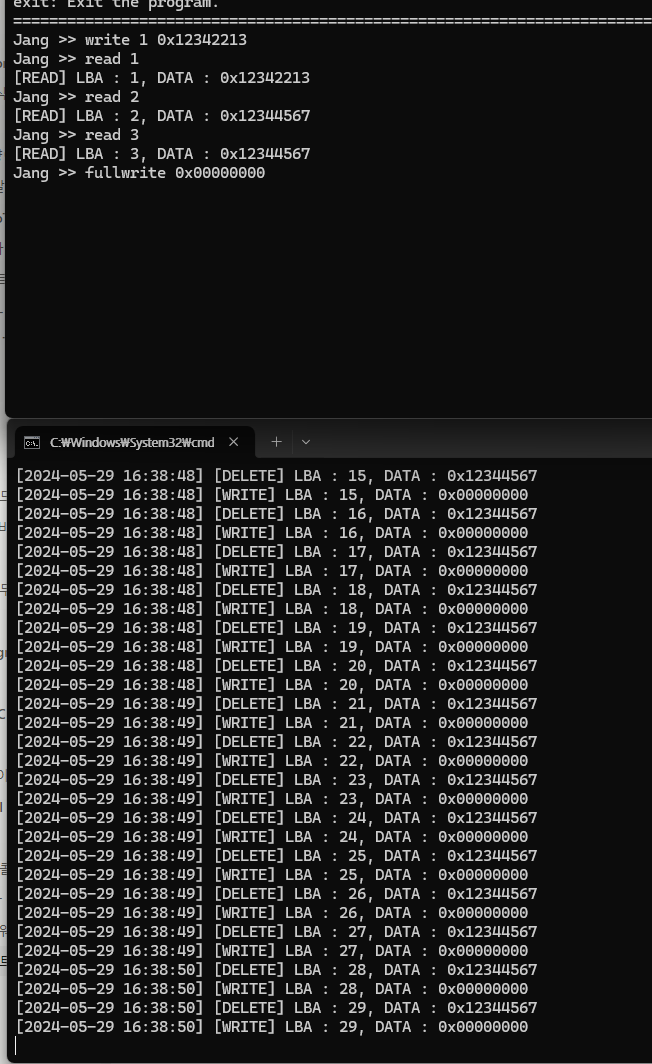 exit: Exit the program.
================================================================================
Jang >> write 1 0x12342213
Jang >> read 1
[READ] LBA : 1, DATA : 0x12342213
Jang >> read 2
[READ] LBA : 2, DATA : 0x12344567
Jang >> read 3
[READ] LBA : 3, DATA : 0x12344567
Jang >> fullwrite 0x00000000
C:₩Windows₩System32₩cmd
[2024-05-29 16:38:48] [DELETE] LBA : 15, DATA : 0x12344567
[2024-05-29 16:38:48] [WRITE] LBA : 15, DATA : 0x00000000
[2024-05-29 16:38:48] [DELETE] LBA : 16, DATA : 0x12344567
[2024-05-29 16:38:48] [WRITE] LBA : 16, DATA : 0x00000000
[2024-05-29 16:38:48] [DELETE] LBA : 17, DATA : 0x12344567
[2024-05-29 16:38:48] [WRITE] LBA : 17, DATA : 0x00000000
[2024-05-29 16:38:48] [DELETE] LBA : 18, DATA : 0x12344567
[2024-05-29 16:38:48] [WRITE] LBA : 18, DATA : 0x00000000
[2024-05-29 16:38:48] [DELETE] LBA : 19, DATA : 0x12344567
[2024-05-29 16:38:48] [WRITE] LBA : 19, DATA : 0x00000000
[2024-05-29 16:38:48] [DELETE] LBA : 20, DATA : 0x12344567
[2024-05-29 16:38:48] [WRITE] LBA : 20, DATA : 0x00000000
[2024-05-29 16:38:49] [DELETE] LBA : 21, DATA : 0x12344567
[2024-05-29 16:38:49] [WRITE] LBA : 21, DATA : 0x00000000
[2024-05-29 16:38:49] [DELETE] LBA : 22, DATA : 0x12344567
[2024-05-29 16:38:49] [WRITE] LBA : 22, DATA : 0x00000000
[2024-05-29 16:38:49] [DELETE] LBA : 23, DATA : 0x12344567
[2024-05-29 16:38:49] [WRITE] LBA : 23, DATA : 0x00000000
[2024-05-29 16:38:49] [DELETE] LBA : 24, DATA : 0x12344567
[2024-05-29 16:38:49] [WRITE] LBA : 24, DATA : 0x00000000
[2024-05-29 16:38:49] [DELETE] LBA : 25, DATA : 0x12344567
[2024-05-29 16:38:49] [WRITE] LBA : 25, DATA : 0x00000000
[2024-05-29 16:38:49] [DELETE] LBA : 26, DATA : 0x12344567
[2024-05-29 16:38:49] [WRITE] LBA : 26, DATA : 0x00000000
[2024-05-29 16:38:49] [DELETE] LBA : 27, DATA : 0x12344567
[2024-05-29 16:38:49] [WRITE] LBA : 27, DATA : 0x00000000
[2024-05-29 16:38:50] [DELETE] LBA : 28, DATA : 0x12344567
[2024-05-29 16:38:50] [WRITE] LBA : 28, DATA : 0x00000000
[2024-05-29 16:38:50] [DELETE] LBA : 29, DATA : 0x12344567
[2024-05-29 16:38:50] [WRITE] LBA : 29, DATA : 0x00000000